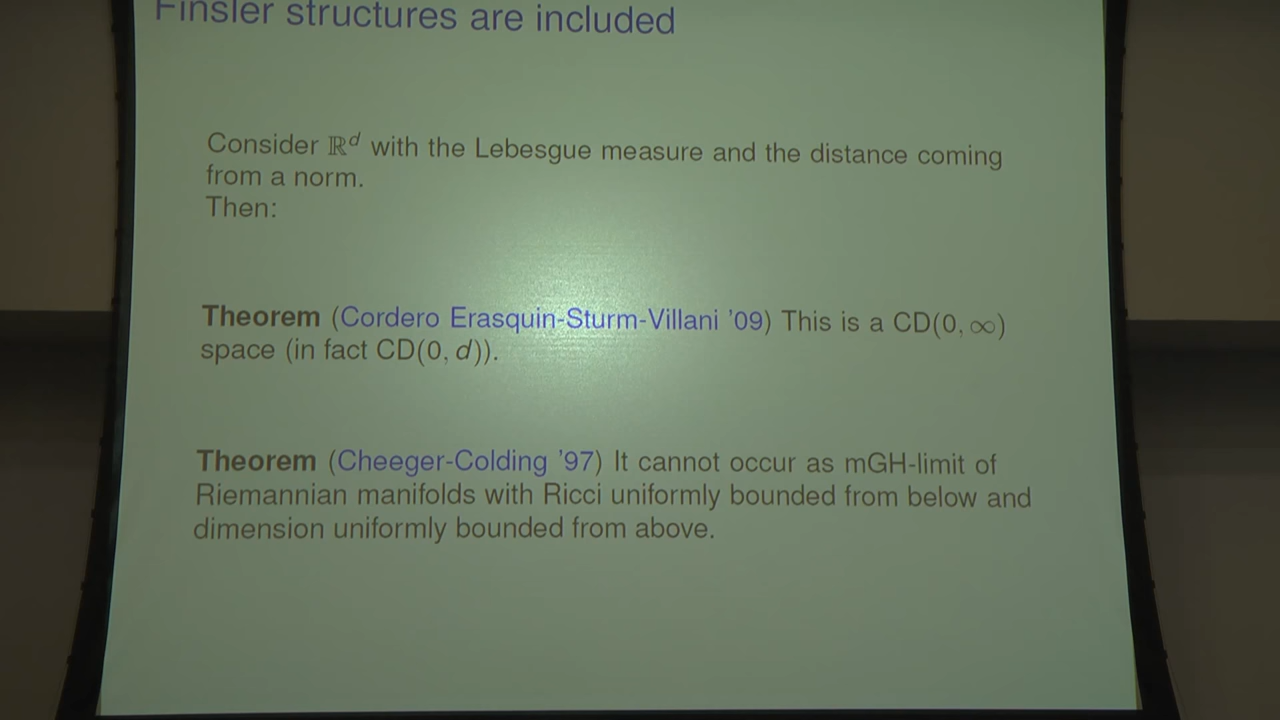 Finsler structures are included
Consider ℝᵈ with the Lebesgue measure and the distance coming
from a norm.
Then:
Theorem (Cordero Erasquin-Sturm-Villani ’09) This is a CD(0, ∞)
space (in fact CD(0, d)).
Theorem (Cheeger-Colding ’97) It cannot occur as mGH-limit of
Riemannian manifolds with Ricci uniformly bounded from below and
dimension uniformly bounded from above.